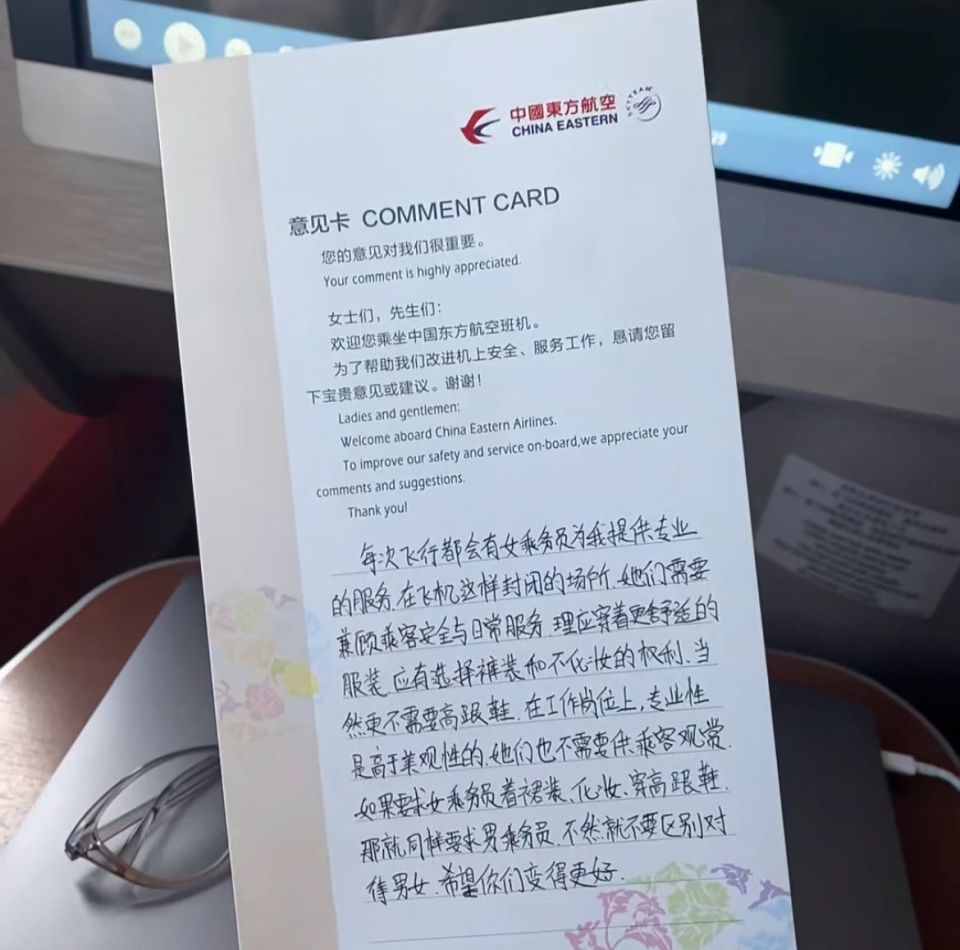 中國東方航空
CHINA EASTERN
SKYTEAM
意见卡 COMMENT CARD
您的意见对我们很重要。
Your comment is highly appreciated.
女士们，先生们：
欢迎您乘坐中国东方航空班机。
为了帮助我们改进机上安全、服务工作，恳请您留
下宝贵意见或建议。谢谢！
Ladies and gentlemen:
Welcome aboard China Eastern Airlines.
To improve our safety and service on-board,we appreciate your
comments and suggestions.
Thank you!
每次飞行都会有女乘务员为我提供专业
的服务.在飞机这样封闭的场所.她们需要
兼顾乘客安全与日常服务.理应穿着更舒适的
服装.应有选择裤装和不化妆的权利.当
然更不需要高跟鞋.在工作岗位上,专业性
是高于美观性的.她们也不需要供乘客观赏.
如果要求女乘务员着裙装、化妆、穿高跟鞋.
那就同样要求男乘务员.不然就不要区别对
待男女.希望你们变得更好.